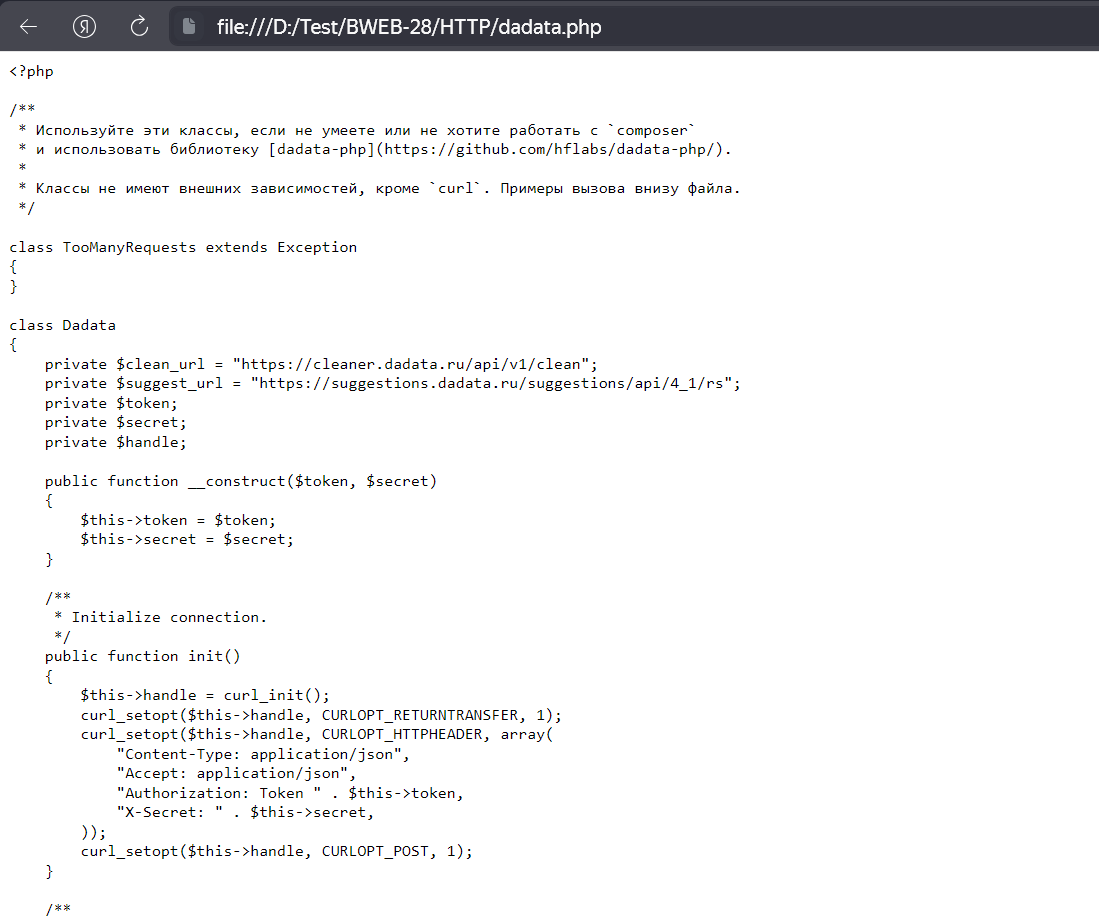 Я
file:///D:/Test/BWEB-28/HTTP/dadata.php
<?php
/**
 * Используйте эти классы, если не умеете или не хотите работать с `composer`
 * и использовать библиотеку [dadata-php](https://github.com/hflabs/dadata-php/).
 *
 * Классы не имеют внешних зависимостей, кроме `curl`. Примеры вызова внизу файла.
 */
class TooManyRequests extends Exception
{
}
class Dadata
{
    private $clean_url = "https://cleaner.dadata.ru/api/v1/clean";
    private $suggest_url = "https://suggestions.dadata.ru/suggestions/api/4_1/rs";
    private $token;
    private $secret;
    private $handle;
    public function __construct($token, $secret)
    {
        $this->token = $token;
        $this->secret = $secret;
    }
    /**
     * Initialize connection.
     */
    public function init()
    {
        $this->handle = curl_init();
        curl_setopt($this->handle, CURLOPT_RETURNTRANSFER, 1);
        curl_setopt($this->handle, CURLOPT_HTTPHEADER, array(
            "Content-Type: application/json",
            "Accept: application/json",
            "Authorization: Token " . $this->token,
            "X-Secret: " . $this->secret,
        ));
        curl_setopt($this->handle, CURLOPT_POST, 1);
    }
    /**